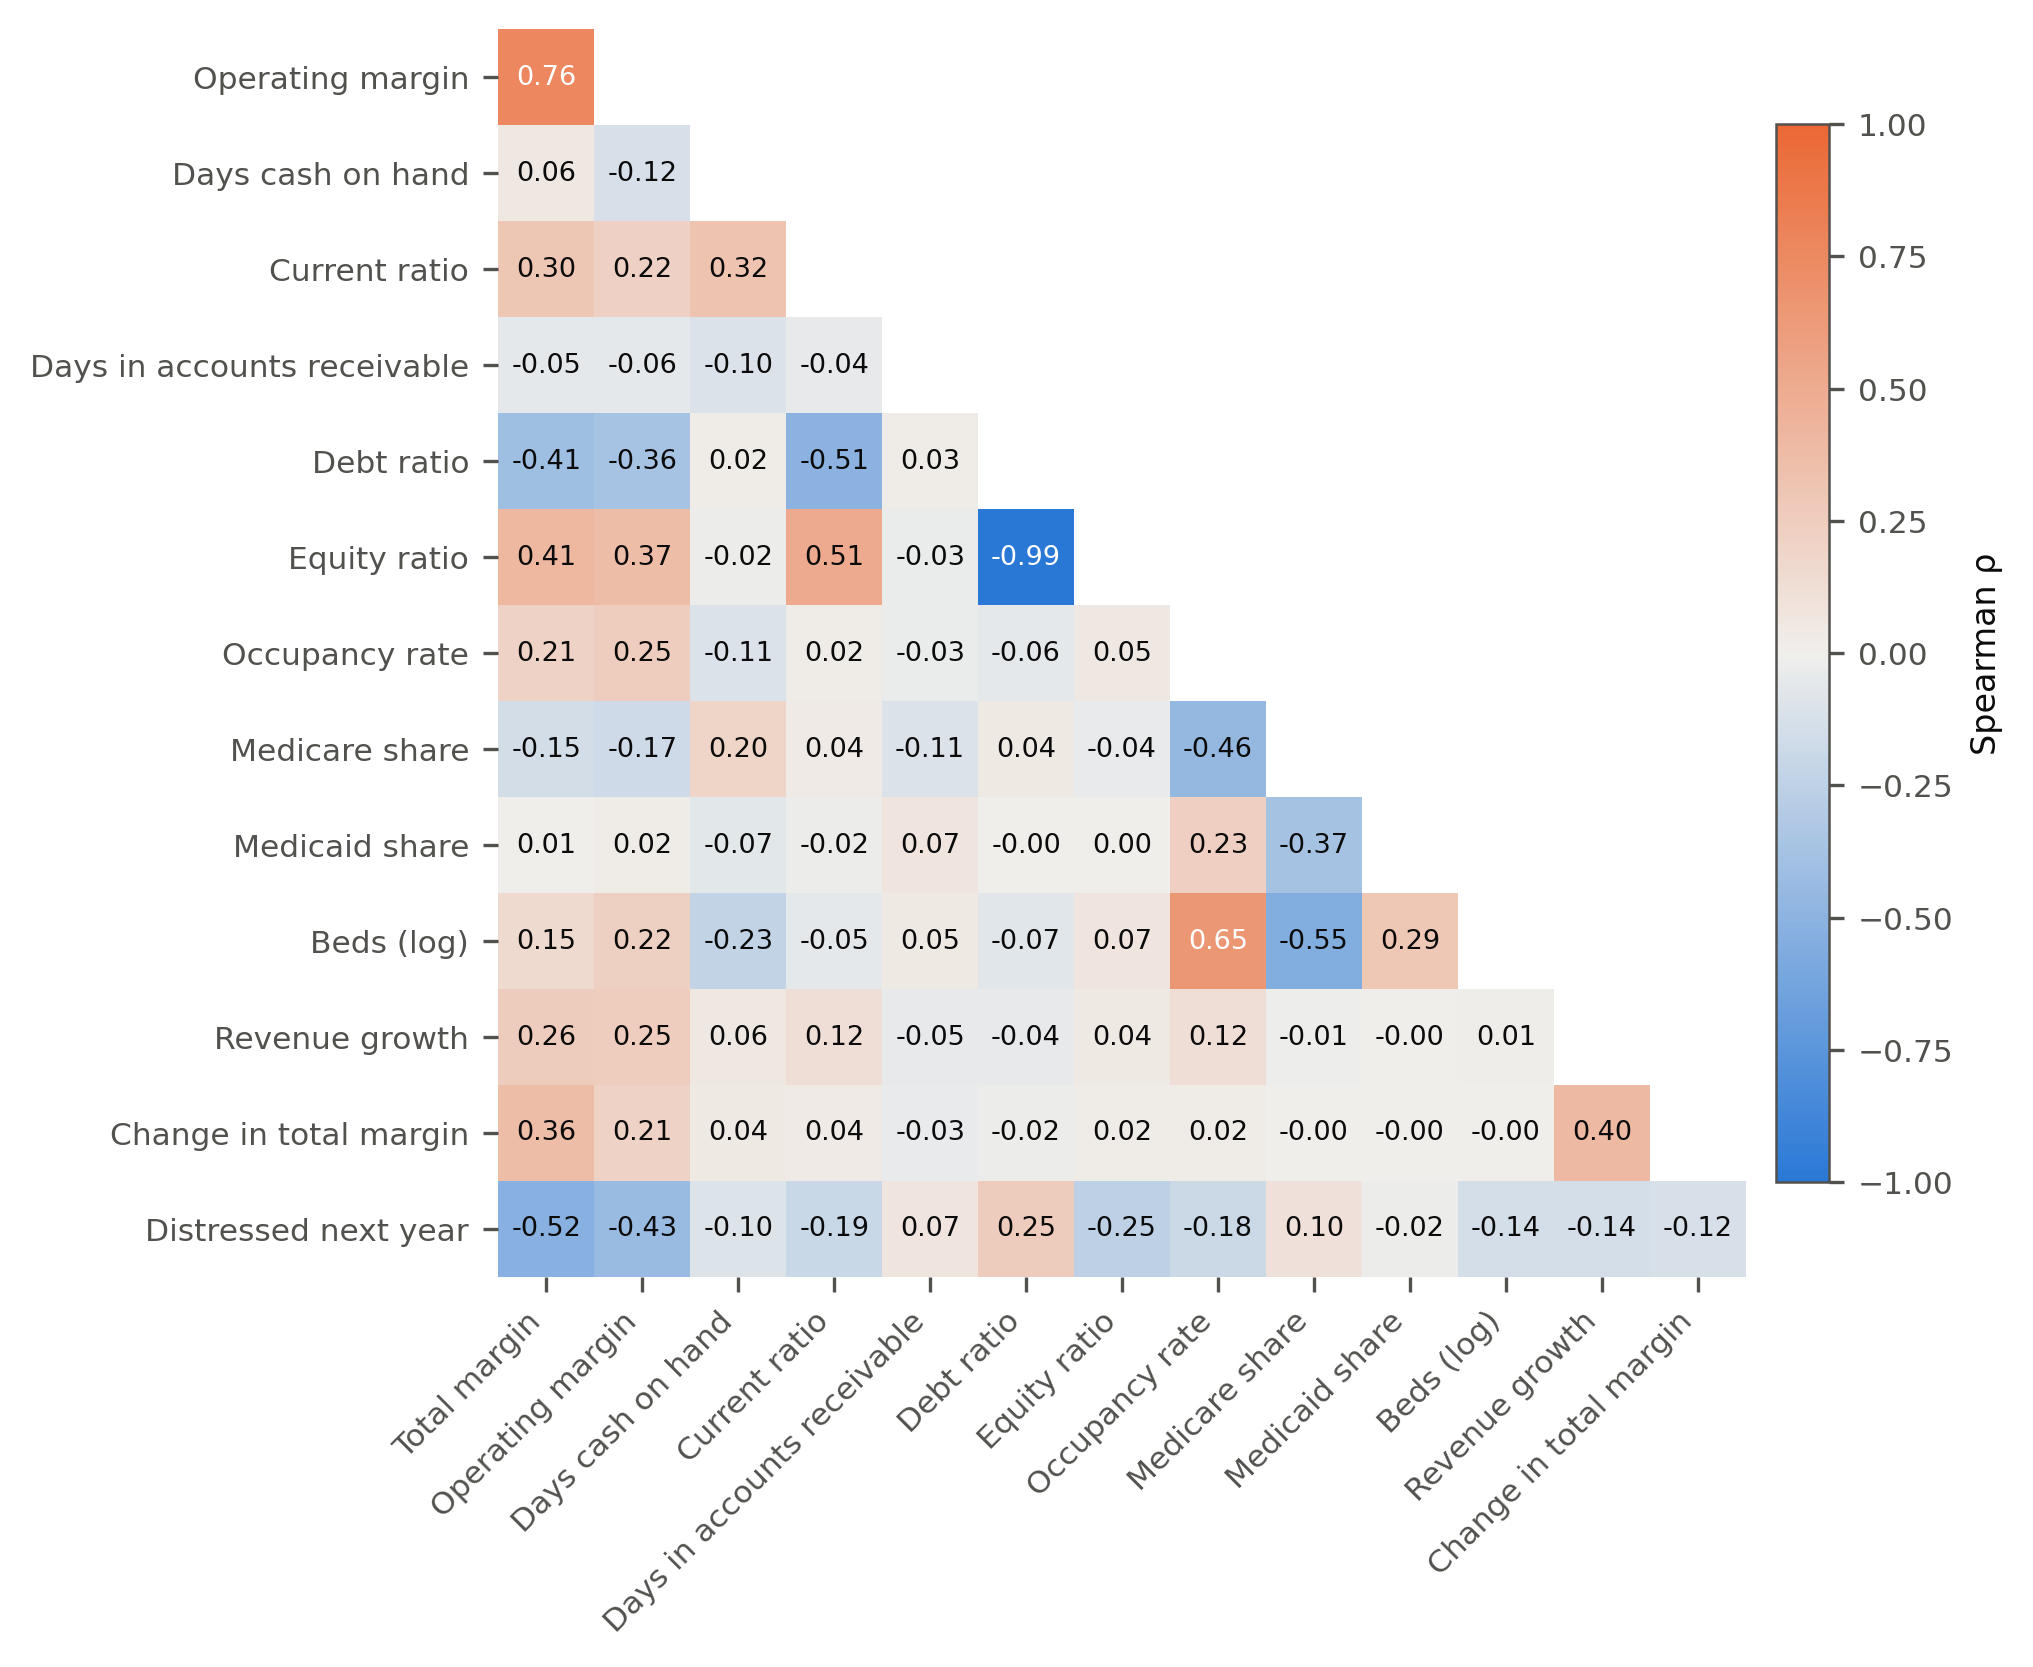 Operating margin 0.76
Days cash on hand 0.06 -0.12
Current ratio 0.30 0.22 0.32
Days in accounts receivable -0.05 -0.06 -0.10 -0.04
Debt ratio -0.41 -0.36 0.02 -0.51 0.03
Equity ratio 0.41 0.37 -0.02 0.51 -0.03 -0.99
Occupancy rate 0.21 0.25 -0.11 0.02 -0.03 -0.06 0.05
Medicare share -0.15 -0.17 0.20 0.04 -0.11 0.04 -0.04 -0.46
Medicaid share 0.01 0.02 -0.07 -0.02 0.07 -0.00 0.00 0.23 -0.37
Beds (log) 0.15 0.22 -0.23 -0.05 0.05 -0.07 0.07 0.65 -0.55 0.29
Revenue growth 0.26 0.25 0.06 0.12 -0.05 -0.04 0.04 0.12 -0.01 -0.00 0.01
Change in total margin 0.36 0.21 0.04 0.04 -0.03 -0.02 0.02 0.02 -0.00 -0.00 -0.00 0.40
Distressed next year -0.52 -0.43 -0.10 -0.19 0.07 0.25 -0.25 -0.18 0.10 -0.02 -0.14 -0.14 -0.12
Total margin
Operating margin
Days cash on hand
Current ratio
Days in accounts receivable
Debt ratio
Equity ratio
Occupancy rate
Medicare share
Medicaid share
Beds (log)
Revenue growth
Change in total margin
1.00
0.75
0.50
0.25
0.00
−0.25
−0.50
−0.75
−1.00
Spearman ρ